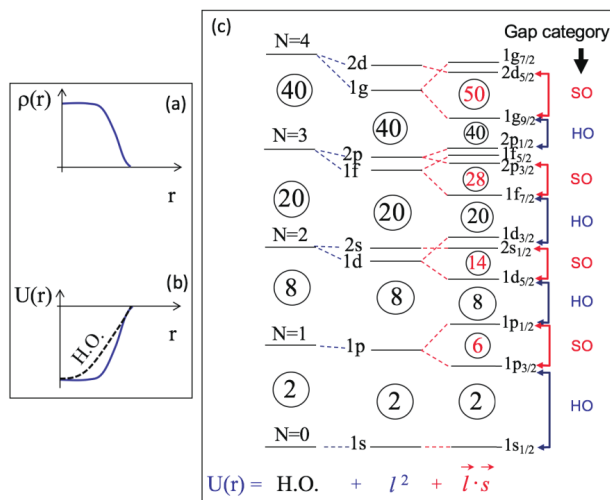 (a)
ρ(r)
r
(b)
U(r)
r
H.O.
(c)
Gap category
N=4
2d
1g
1g7/2
2d5/2
40
50
SO
1g9/2
40
40
HO
N=3
2p
1f
2p1/2
1f5/2
2p3/2
28
SO
1f7/2
20
20
20
HO
1d3/2
N=2
2s
1d
2s1/2
14
SO
1d5/2
8
8
8
HO
1p1/2
N=1
1p
6
SO
1p3/2
2
2
2
HO
N=0
1s
1s1/2
U(r) = H.O. + l² + l⃗·s⃗